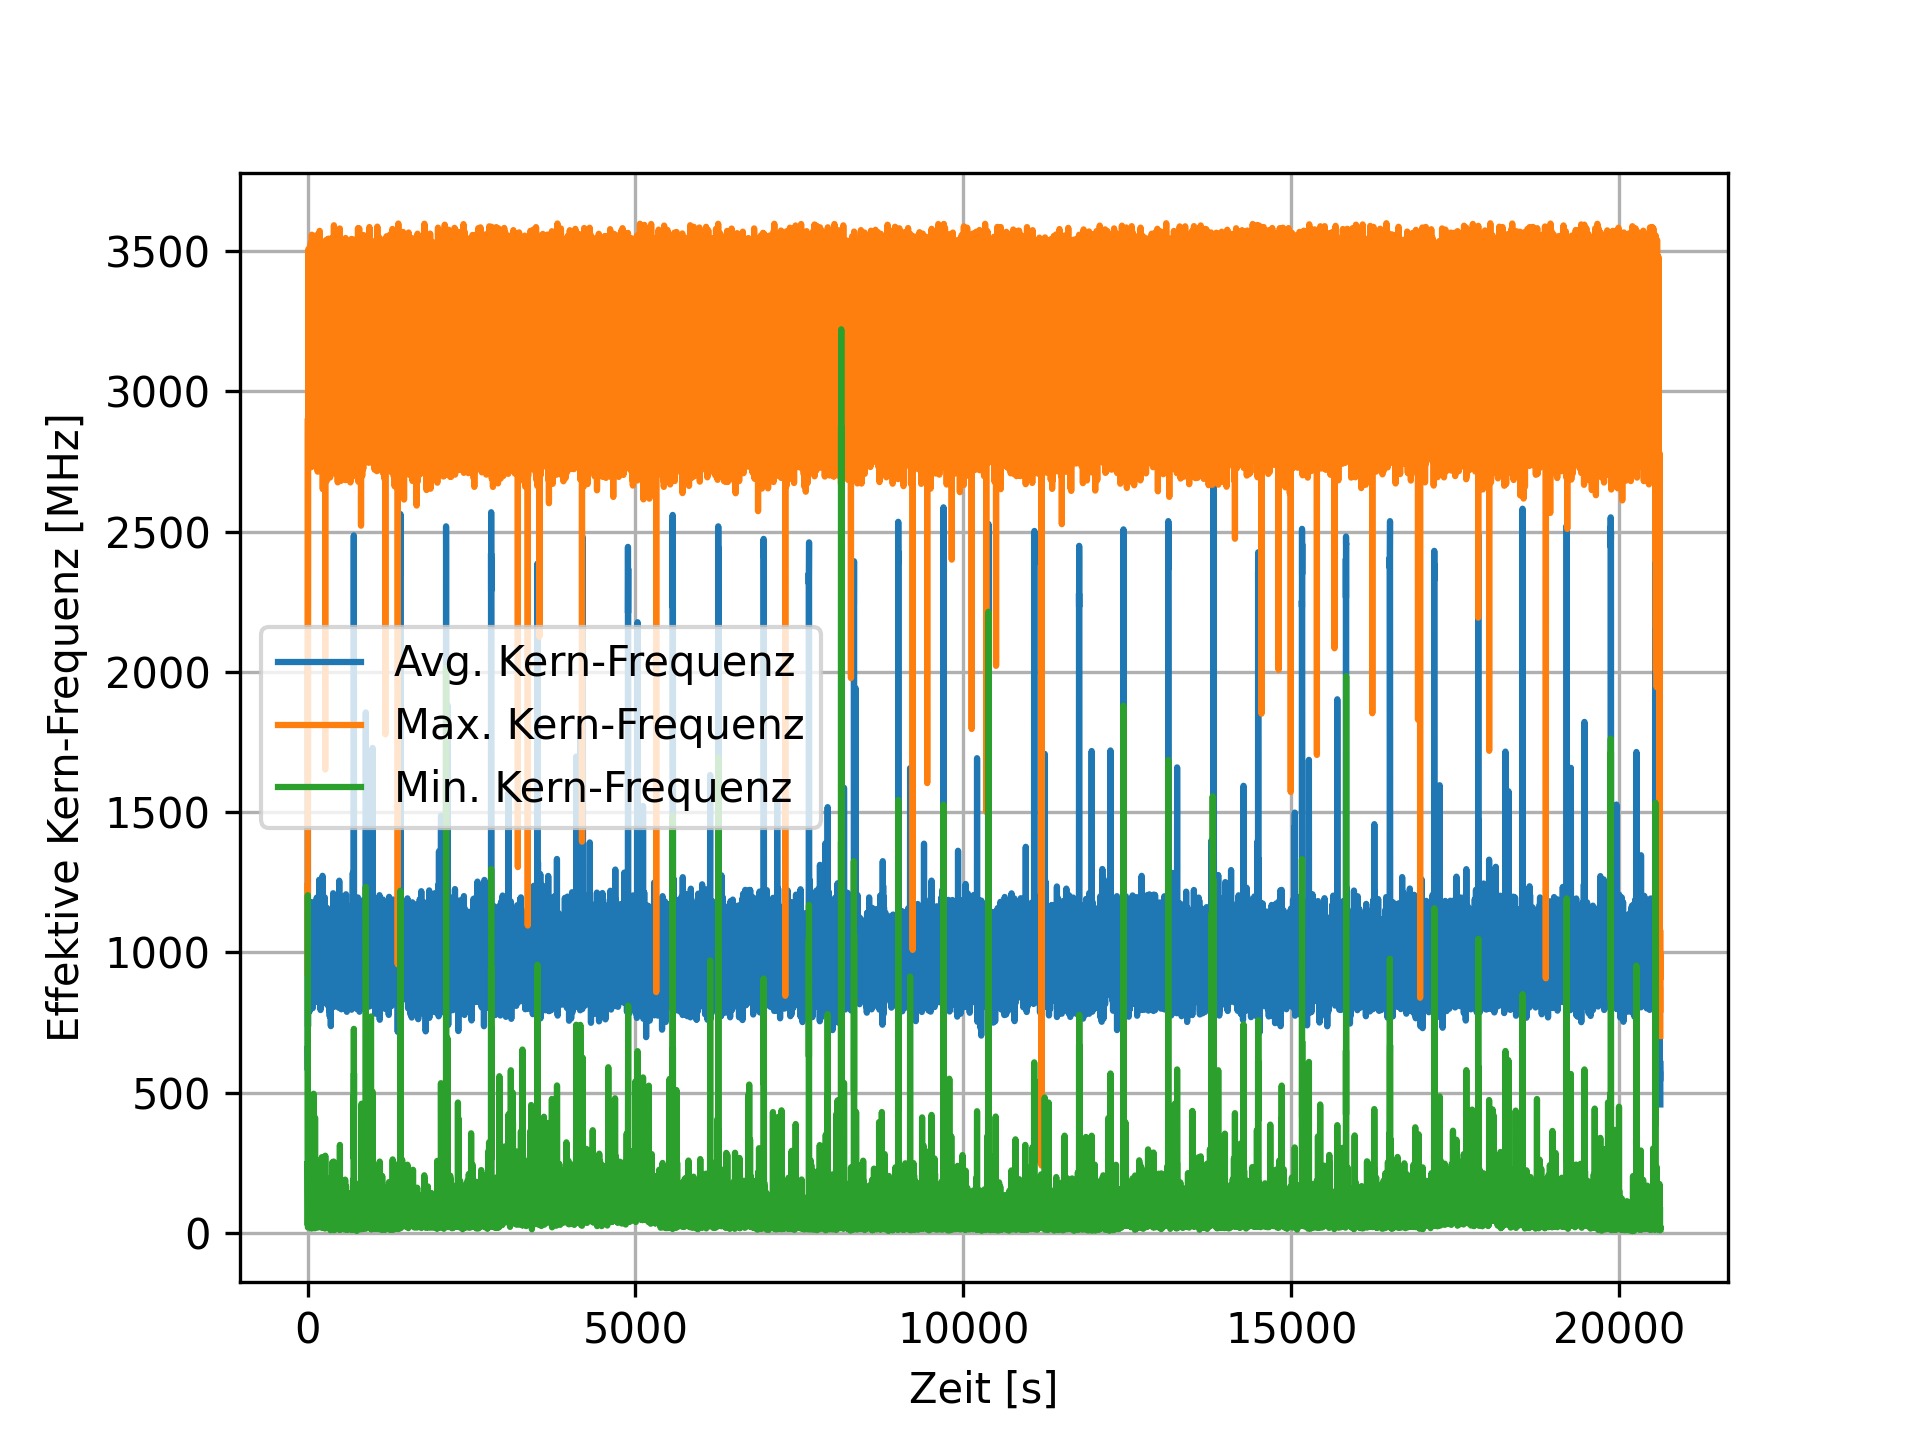 Effektive Kern-Frequenz [MHz]
3500
3000
2500
2000
1500
1000
500
0
Avg. Kern-Frequenz
Max. Kern-Frequenz
Min. Kern-Frequenz
0 5000 10000 15000 20000
Zeit [s]